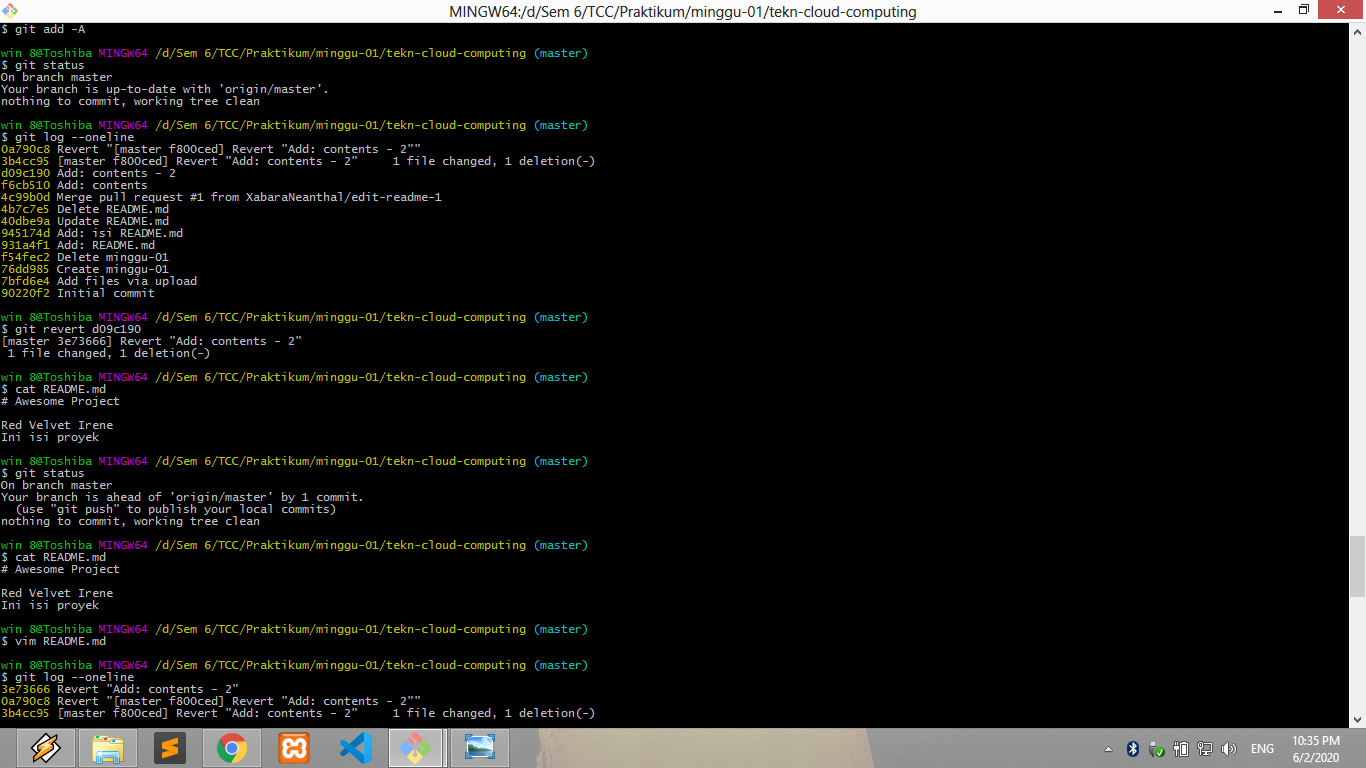 MINGW64:/d/Sem 6/TCC/Praktikum/minggu-01/tekn-cloud-computing
$ git add -A
win 8@Toshiba MINGW64 /d/Sem 6/TCC/Praktikum/minggu-01/tekn-cloud-computing (master)
$ git status
On branch master
Your branch is up-to-date with 'origin/master'.
nothing to commit, working tree clean
win 8@Toshiba MINGW64 /d/Sem 6/TCC/Praktikum/minggu-01/tekn-cloud-computing (master)
$ git log --oneline
0a790c8 Revert "[master f800ced] Revert "Add: contents - 2""
3b4cc95 [master f800ced] Revert "Add: contents - 2"     1 file changed, 1 deletion(-)
d09c190 Add: contents - 2
f6cb510 Add: contents
4c99b0d Merge pull request #1 from XabaraNeanthal/edit-readme-1
4b7c7e5 Delete README.md
40dbe9a Update README.md
945174d Add: isi README.md
931a4f1 Add: README.md
f54fec2 Delete minggu-01
76dd985 Create minggu-01
7bfd6e4 Add files via upload
90220f2 Initial commit
win 8@Toshiba MINGW64 /d/Sem 6/TCC/Praktikum/minggu-01/tekn-cloud-computing (master)
$ git revert d09c190
[master 3e73666] Revert "Add: contents - 2"
 1 file changed, 1 deletion(-)
win 8@Toshiba MINGW64 /d/Sem 6/TCC/Praktikum/minggu-01/tekn-cloud-computing (master)
$ cat README.md
# Awesome Project
Red Velvet Irene
Ini isi proyek
win 8@Toshiba MINGW64 /d/Sem 6/TCC/Praktikum/minggu-01/tekn-cloud-computing (master)
$ git status
On branch master
Your branch is ahead of 'origin/master' by 1 commit.
  (use "git push" to publish your local commits)
nothing to commit, working tree clean
win 8@Toshiba MINGW64 /d/Sem 6/TCC/Praktikum/minggu-01/tekn-cloud-computing (master)
$ cat README.md
# Awesome Project
Red Velvet Irene
Ini isi proyek
win 8@Toshiba MINGW64 /d/Sem 6/TCC/Praktikum/minggu-01/tekn-cloud-computing (master)
$ vim README.md
win 8@Toshiba MINGW64 /d/Sem 6/TCC/Praktikum/minggu-01/tekn-cloud-computing (master)
$ git log --oneline
3e73666 Revert "Add: contents - 2"
0a790c8 Revert "[master f800ced] Revert "Add: contents - 2""
3b4cc95 [master f800ced] Revert "Add: contents - 2"     1 file changed, 1 deletion(-)
ENG
10:35 PM
6/2/2020